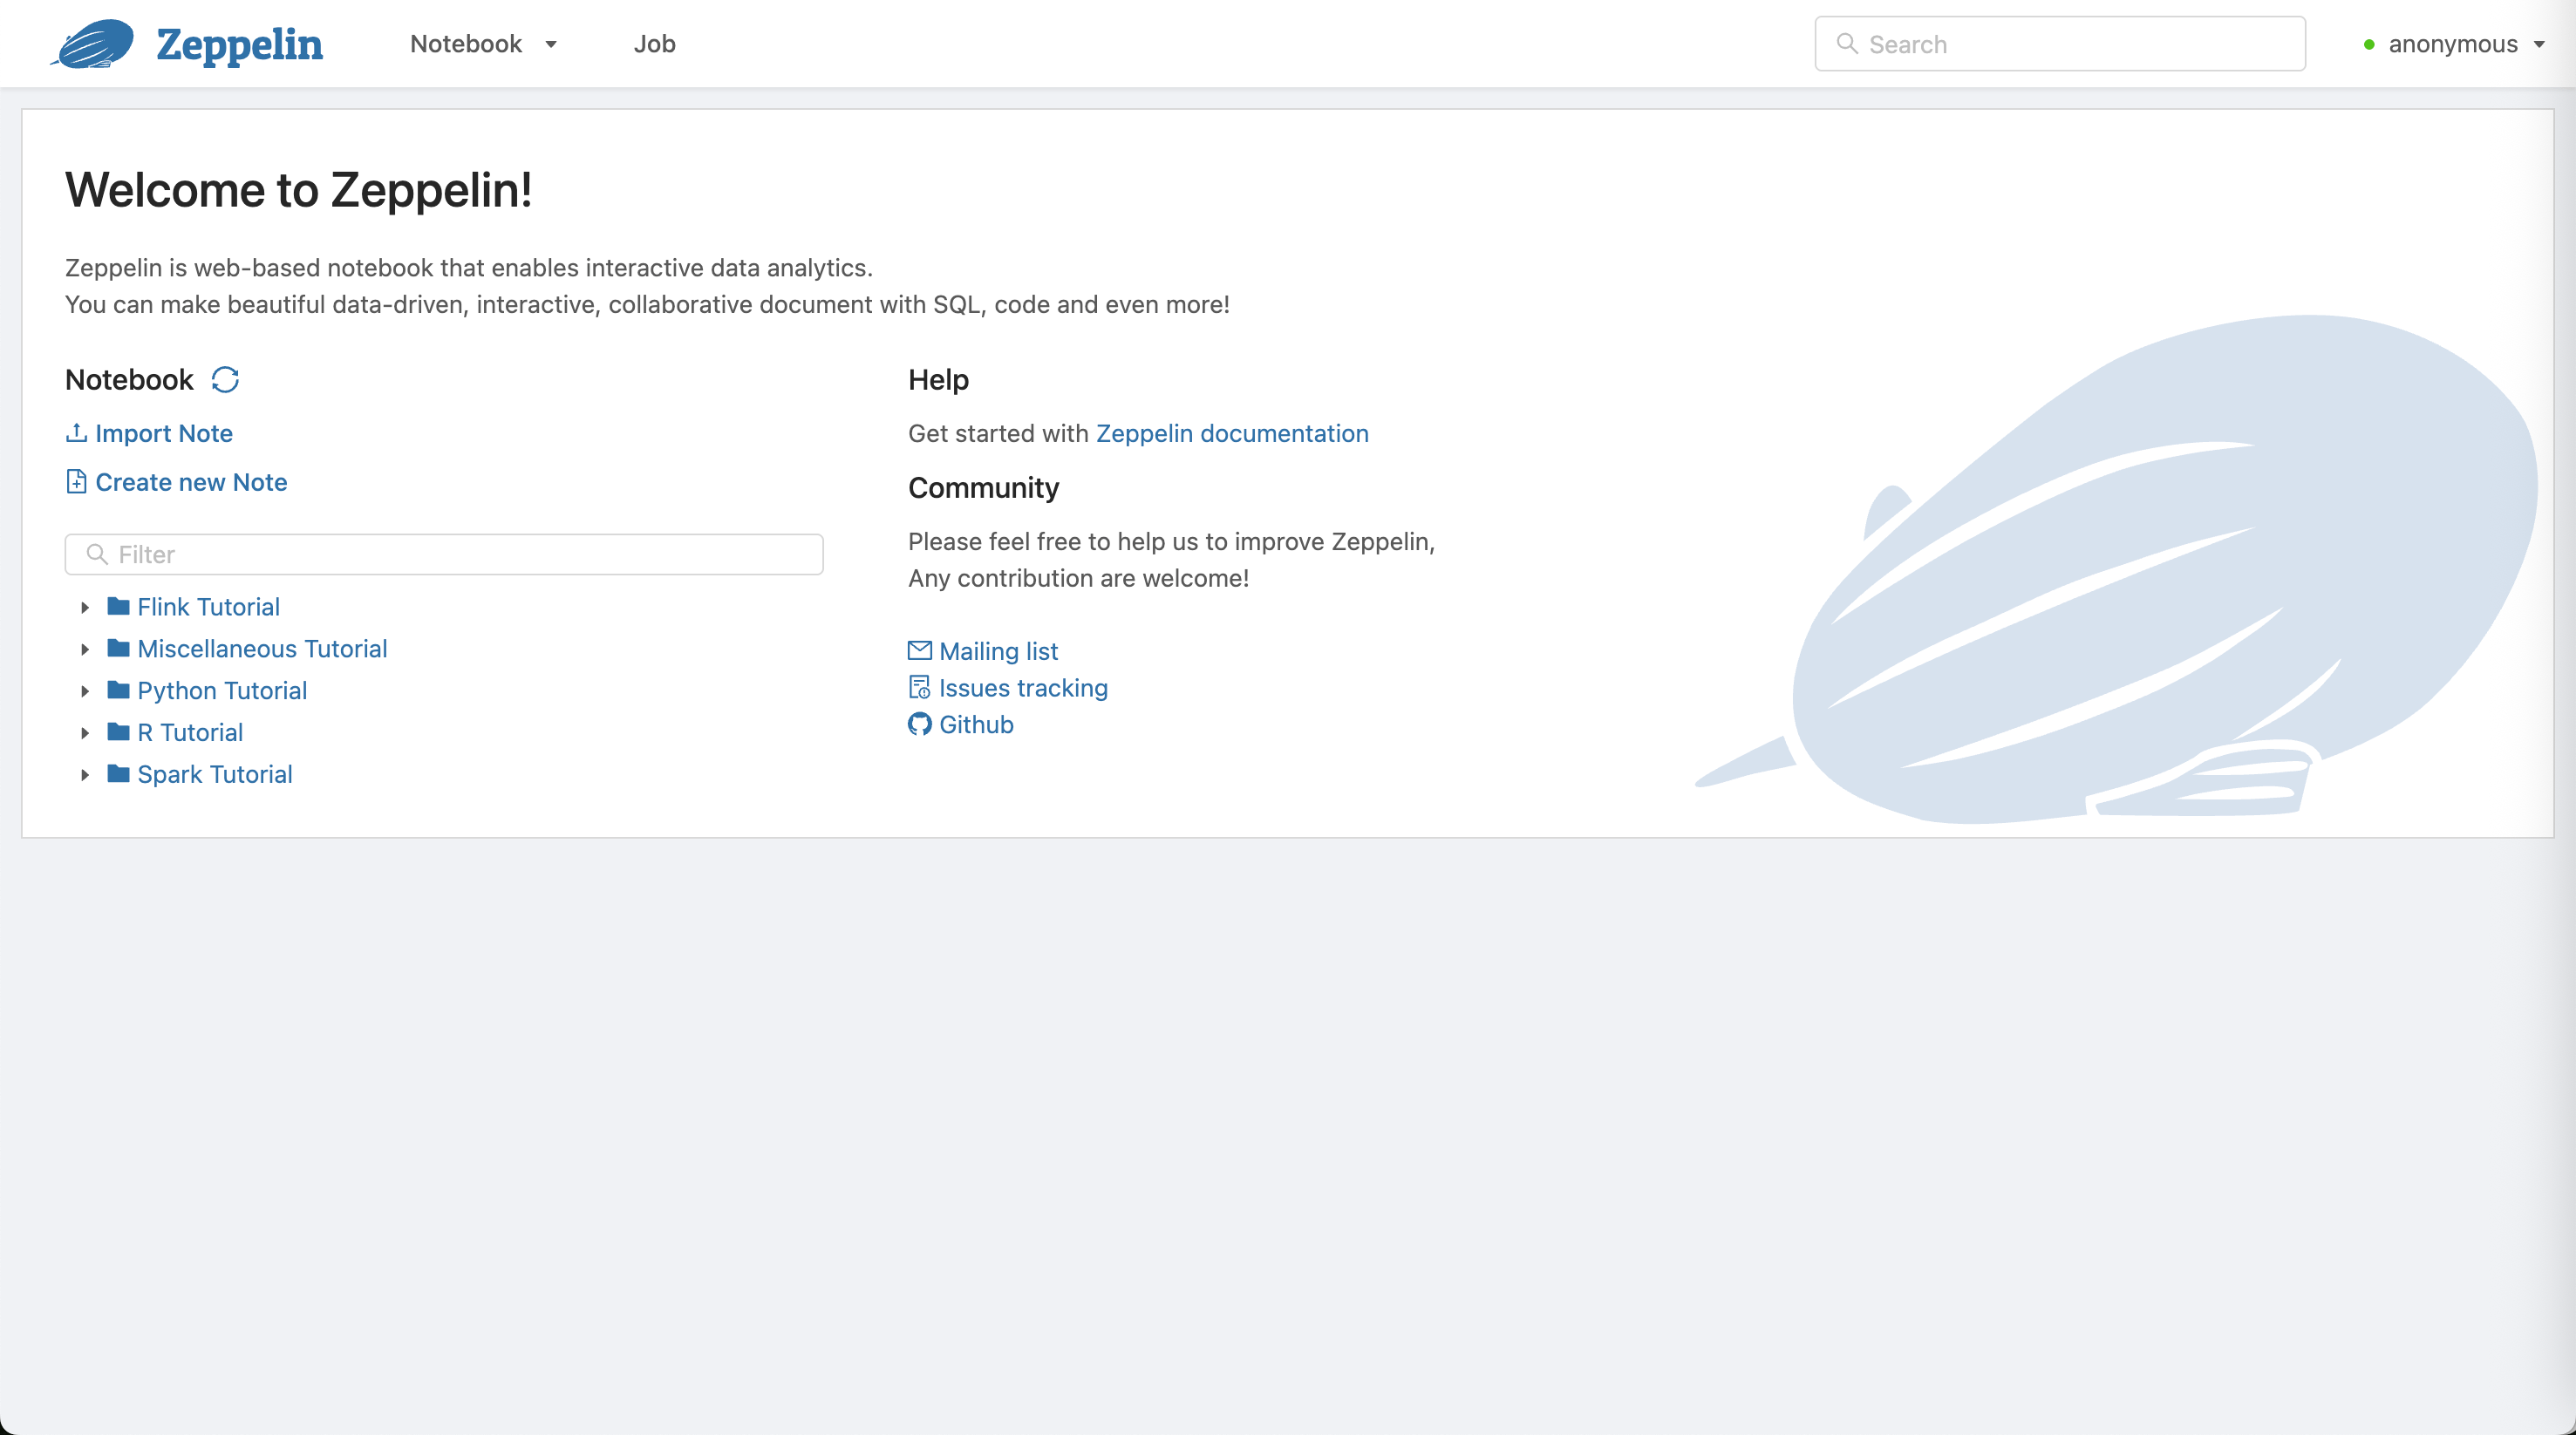 Zeppelin
Notebook
Job
Search
anonymous
Welcome to Zeppelin!
Zeppelin is web-based notebook that enables interactive data analytics.
You can make beautiful data-driven, interactive, collaborative document with SQL, code and even more!
Notebook
Import Note
Create new Note
Filter
Flink Tutorial
Miscellaneous Tutorial
Python Tutorial
R Tutorial
Spark Tutorial
Help
Get started with Zeppelin documentation
Community
Please feel free to help us to improve Zeppelin,
Any contribution are welcome!
Mailing list
Issues tracking
Github